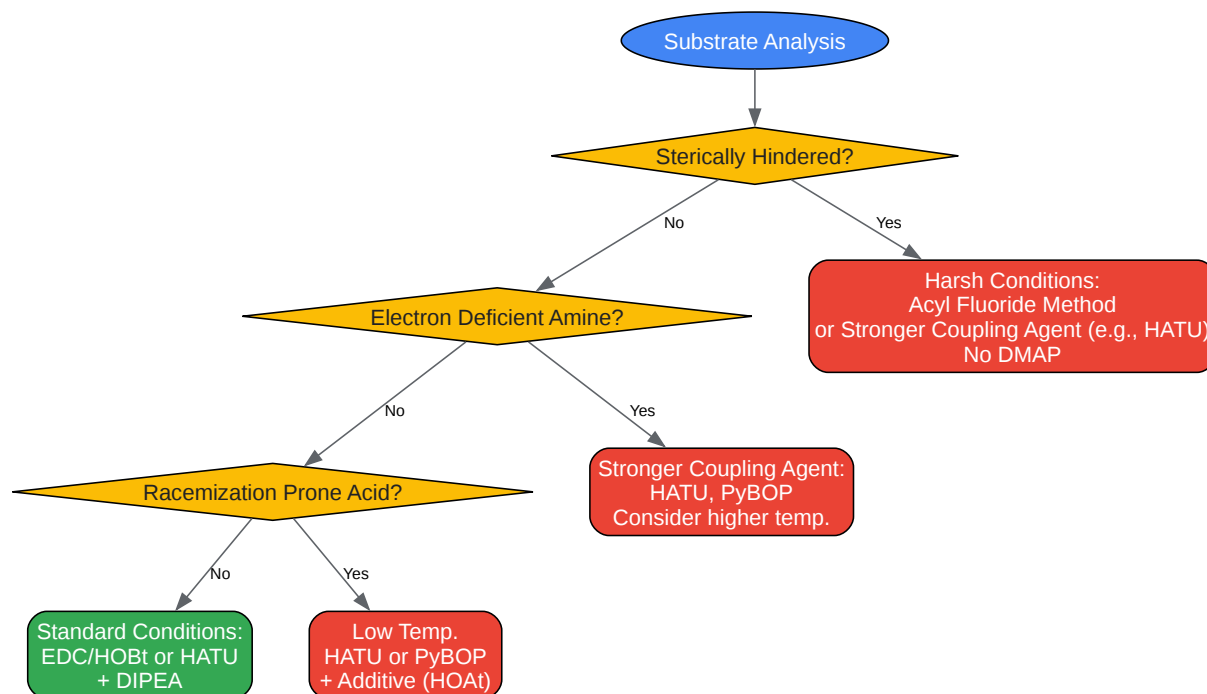 Substrate Analysis
Sterically Hindered?
No
Yes
Harsh Conditions:
Acyl Fluoride Method
or Stronger Coupling Agent (e.g., HATU)
No DMAP
Electron Deficient Amine?
No
Yes
Stronger Coupling Agent:
HATU, PyBOP
Consider higher temp.
Racemization Prone Acid?
No
Yes
Standard Conditions:
EDC/HOBt or HATU
+ DIPEA
Low Temp.
HATU or PyBOP
+ Additive (HOAt)